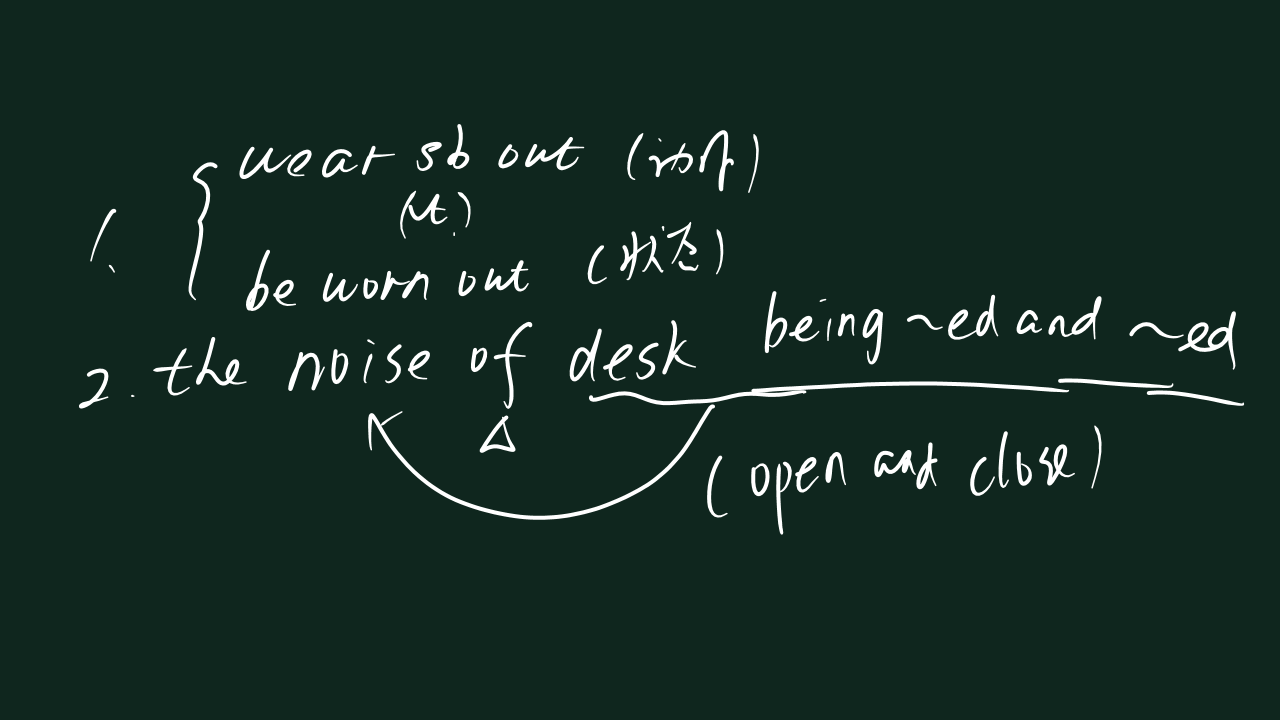 1. { wear sb out (动作)
(vt.)
be worn out (状态)
2. the noise of desk being ~ed and ~ed
(open and close)